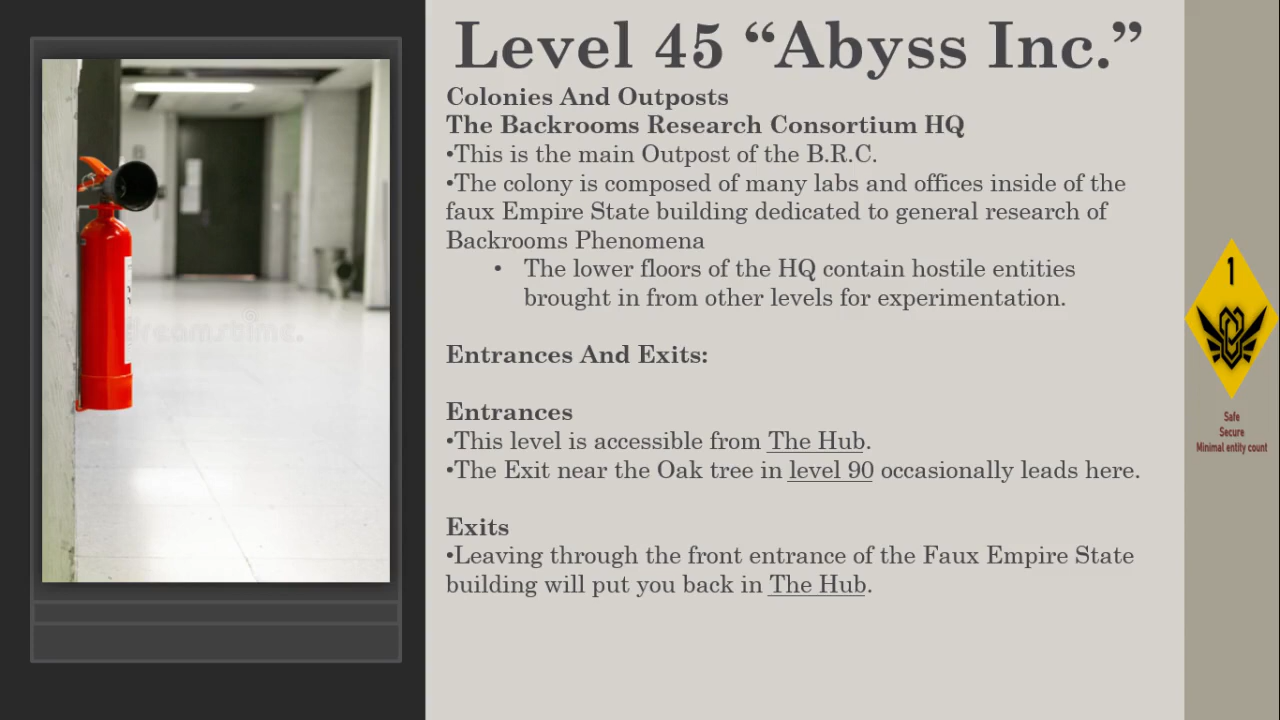 Level 45 “Abyss Inc.”
Colonies And Outposts
The Backrooms Research Consortium HQ
•This is the main Outpost of the B.R.C.
•The colony is composed of many labs and offices inside of the
faux Empire State building dedicated to general research of
Backrooms Phenomena
• The lower floors of the HQ contain hostile entities
brought in from other levels for experimentation.
Entrances And Exits:
Entrances
•This level is accessible from The Hub.
•The Exit near the Oak tree in level 90 occasionally leads here.
Exits
•Leaving through the front entrance of the Faux Empire State
building will put you back in The Hub.
dreamstime.
1
Safe
Secure
Minimal entity count